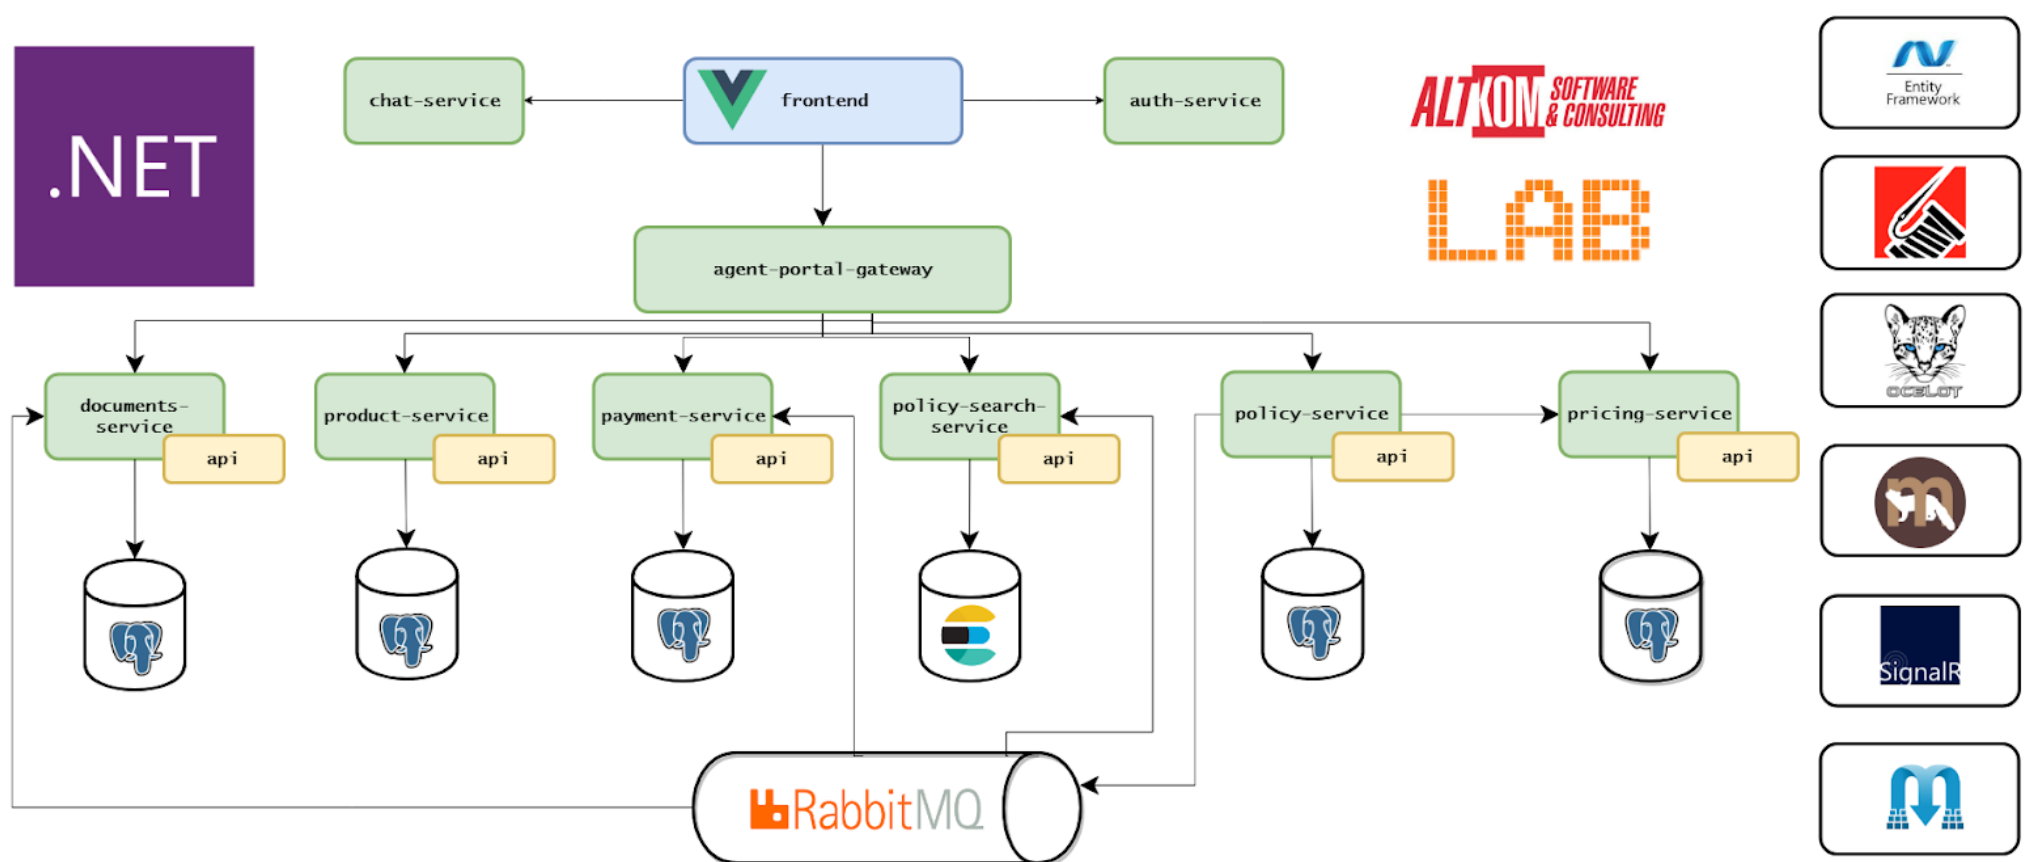 .NET
chat-service
frontend
auth-service
ALTKOM SOFTWARE
& CONSULTING
LAB
Entity
Framework
agent-portal-gateway
OCELOT
documents-
service
api
product-service
api
payment-service
api
policy-search-
service
api
policy-service
api
pricing-service
api
m
SignalR
RabbitMQ